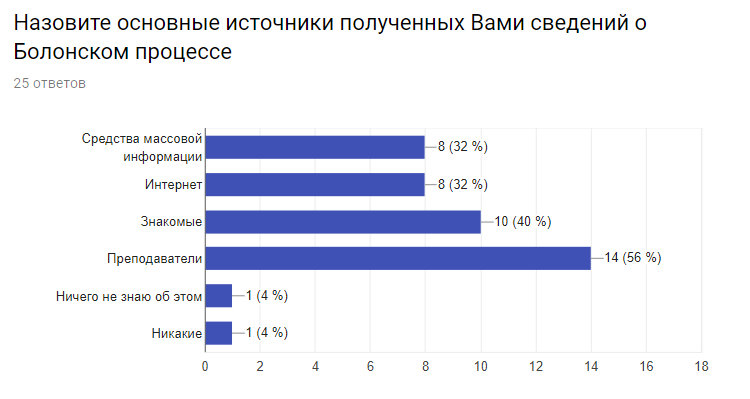 Назовите основные источники полученных Вами сведений о
Болонском процессе
25 ответов
Средства массовой
информации
8 (32 %)
Интернет
8 (32 %)
Знакомые
10 (40 %)
Преподаватели
14 (56 %)
Ничего не знаю об этом
1 (4 %)
Никакие
1 (4 %)
0 2 4 6 8 10 12 14 16 18